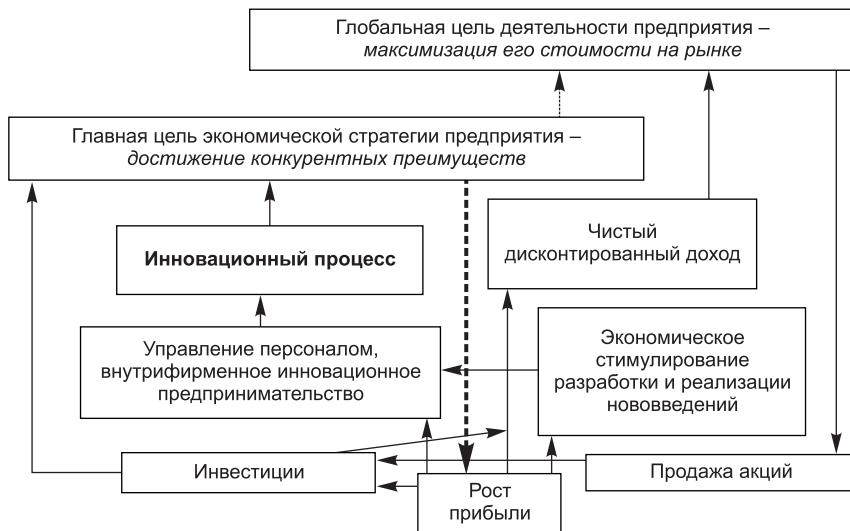 Глобальная цель деятельности предприятия –
максимизация его стоимости на рынке
Главная цель экономической стратегии предприятия –
достижение конкурентных преимуществ
Инновационный процесс
Чистый
дисконтированный доход
Управление персоналом,
внутрифирменное инновационное
предпринимательство
Экономическое
стимулирование
разработки и реализации
нововведений
Инвестиции
Рост
прибыли
Продажа акций